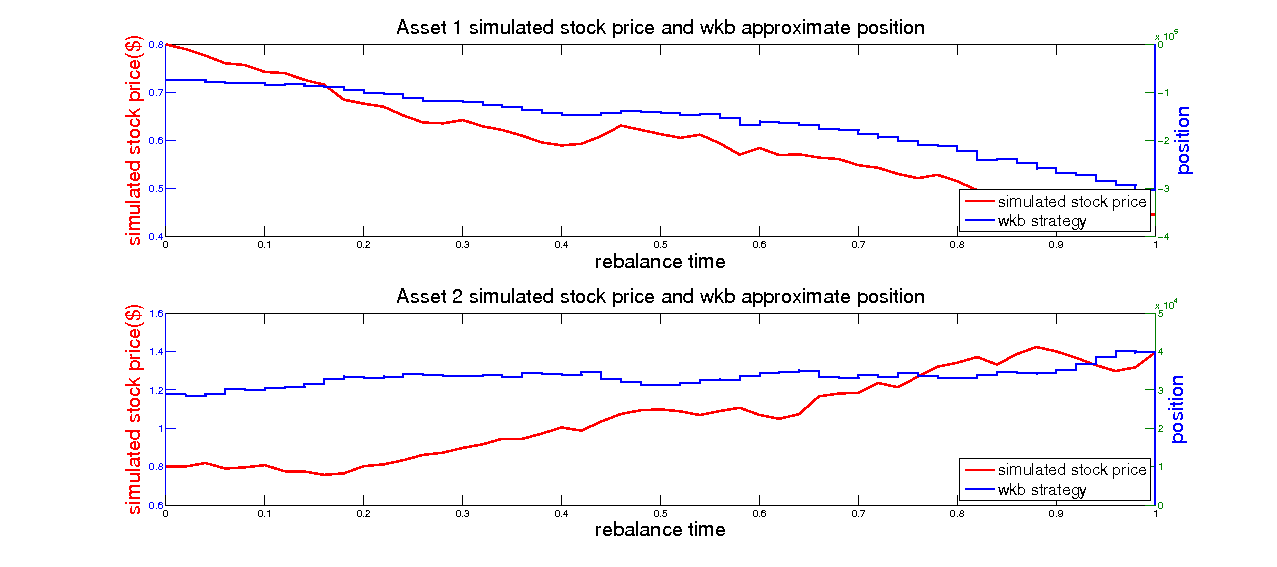 Asset 1 simulated stock price and wkb approximate position
x 10^5
simulated stock price($)
0.8
0.7
0.6
0.5
0.4
0
-1
-2
-3
-4
position
simulated stock price
wkb strategy
0 0.1 0.2 0.3 0.4 0.5 0.6 0.7 0.8 0.9 1
rebalance time
Asset 2 simulated stock price and wkb approximate position
x 10^4
simulated stock price($)
1.6
1.4
1.2
1
0.8
0.6
5
4
3
2
1
0
position
simulated stock price
wkb strategy
0 0.1 0.2 0.3 0.4 0.5 0.6 0.7 0.8 0.9 1
rebalance time